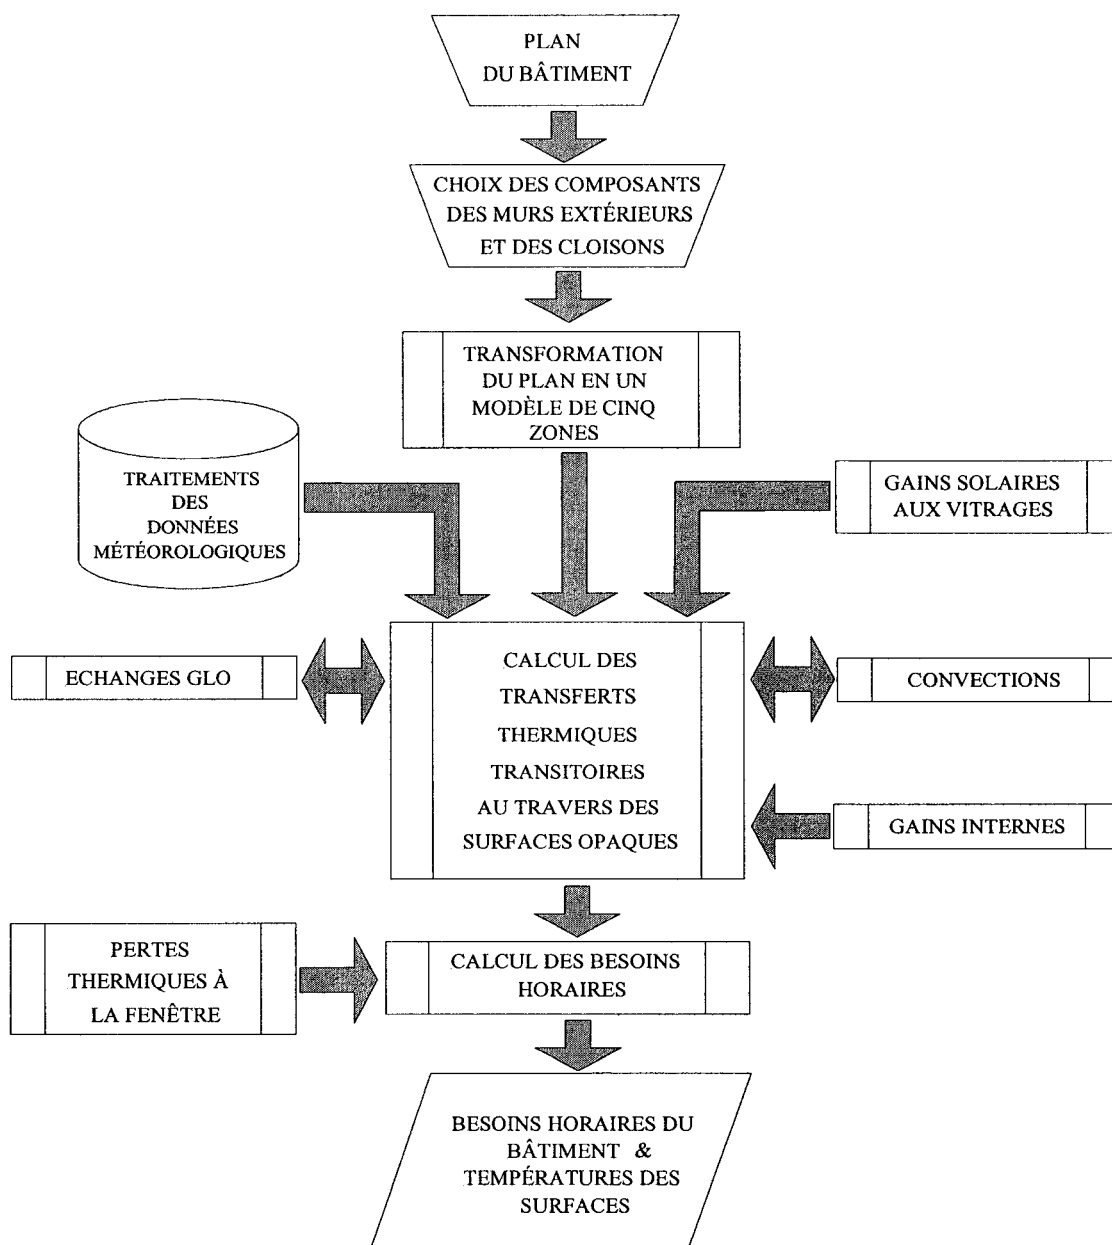 PLAN
DU BÂTIMENT
CHOIX DES COMPOSANTS
DES MURS EXTÉRIEURS
ET DES CLOISONS
TRANSFORMATION
DU PLAN EN UN
MODÈLE DE CINQ
ZONES
TRAITEMENTS
DES
DONNÉES
MÉTÉOROLOGIQUES
GAINS SOLAIRES
AUX VITRAGES
ECHANGES GLO
CALCUL DES
TRANSFERTS
THERMIQUES
TRANSITOIRES
AU TRAVERS DES
SURFACES OPAQUES
CONVECTIONS
GAINS INTERNES
PERTES
THERMIQUES À
LA FENÊTRE
CALCUL DES BESOINS
HORAIRES
BESOINS HORAIRES DU
BÂTIMENT &
TEMPÉRATURES DES
SURFACES